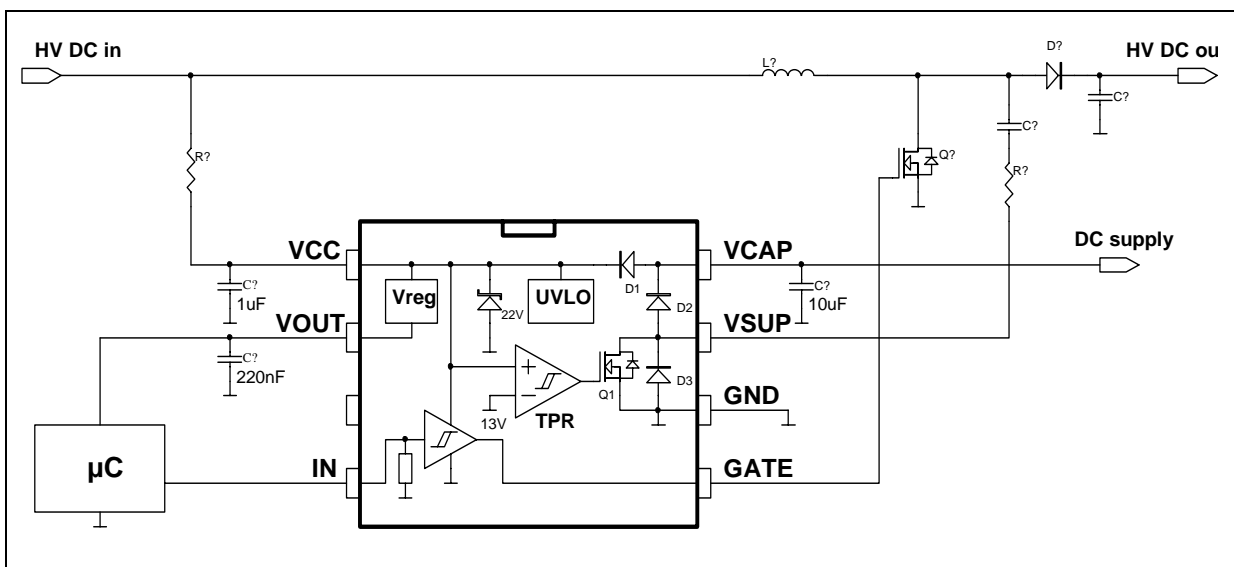 HV DC in
HV DC ou
L?
D?
C?
C?
R?
Q?
R?
DC supply
VCC
VCAP
C?
1uF
Vreg
22V
UVLO
D1
D2
C?
10uF
VOUT
VSUP
C?
220nF
13V
TPR
Q1
D3
GND
µC
IN
GATE